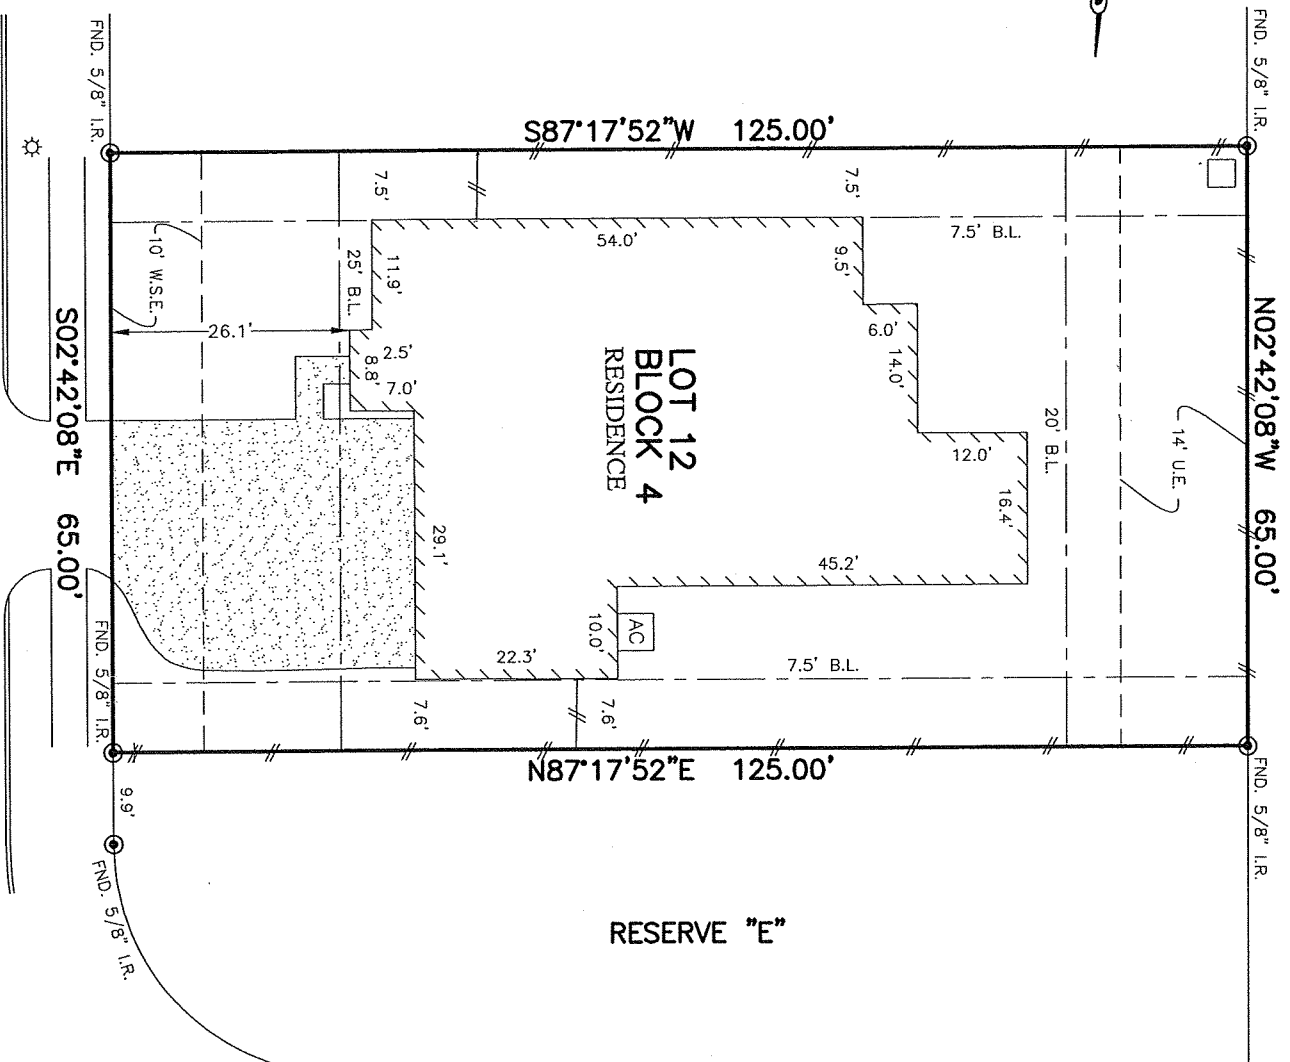 FND. 5/8" I.R.
FND. 5/8" I.R.
S87°17'52"W 125.00'
7.5'
7.5'
54.0'
7.5' B.L.
9.5'
11.9'
25' B.L.
10' W.S.E.
26.1'
6.0'
14.0'
2.5'
8.8'
7.0'
LOT 12
BLOCK 4
RESIDENCE
12.0'
20' B.L.
14' U.E.
N02°42'08"W 65.00'
S02°42'08"E 65.00'
16.4'
29.1'
45.2'
AC
10.0'
22.3'
7.5' B.L.
7.6'
7.6'
FND. 5/8" I.R.
N87°17'52"E 125.00'
FND. 5/8" I.R.
9.9'
FND. 5/8" I.R.
RESERVE "E"